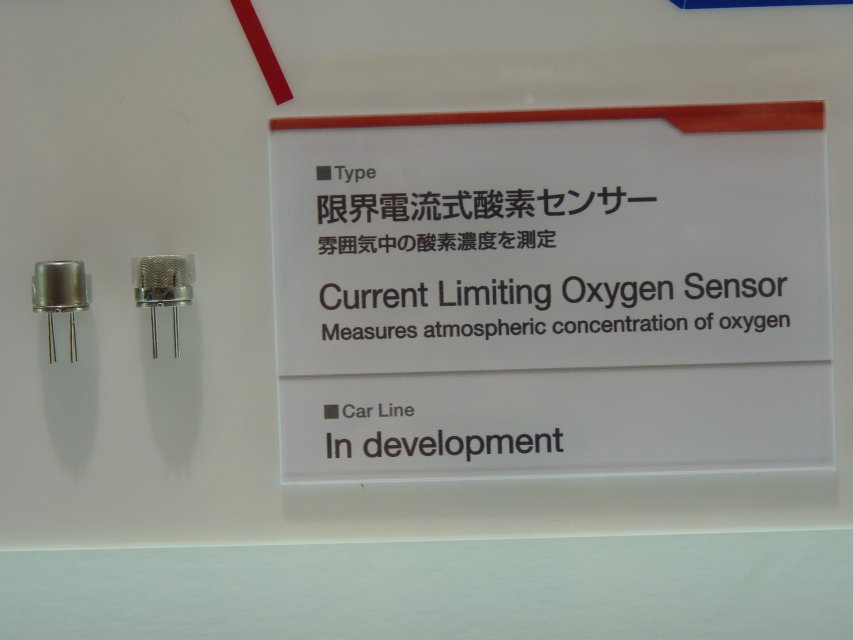 ■Type
限界電流式酸素センサー
雰囲気中の酸素濃度を測定
Current Limiting Oxygen Sensor
Measures atmospheric concentration of oxygen
■Car Line
In development